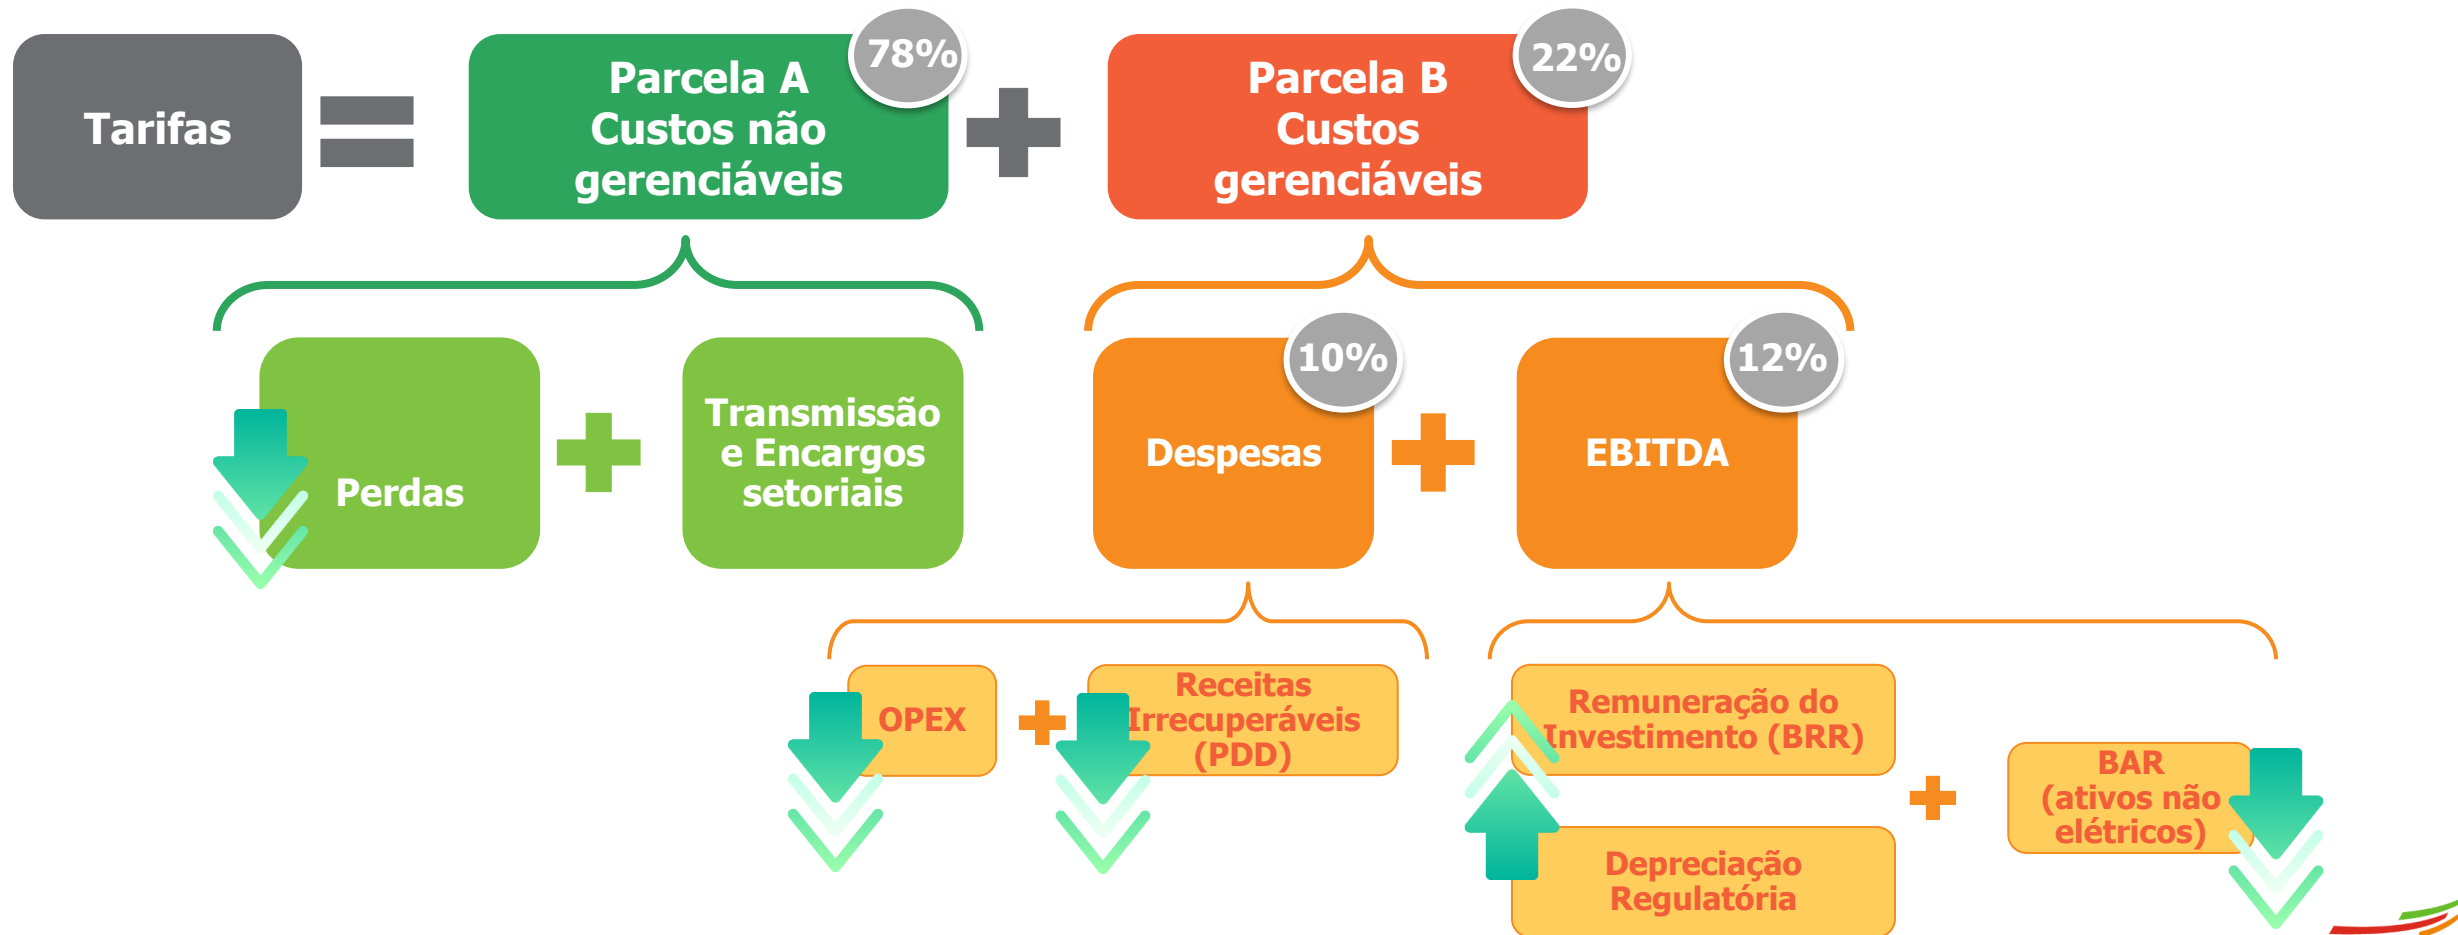 Tarifas
Parcela A
Custos não
gerenciáveis
78%
Parcela B
Custos
gerenciáveis
22%
Perdas
Transmissão
e Encargos
setoriais
Despesas
10%
EBITDA
12%
OPEX
Receitas
Irrecuperáveis
(PDD)
Remuneração do
Investimento (BRR)
Depreciação
Regulatória
BAR
(ativos não
elétricos)